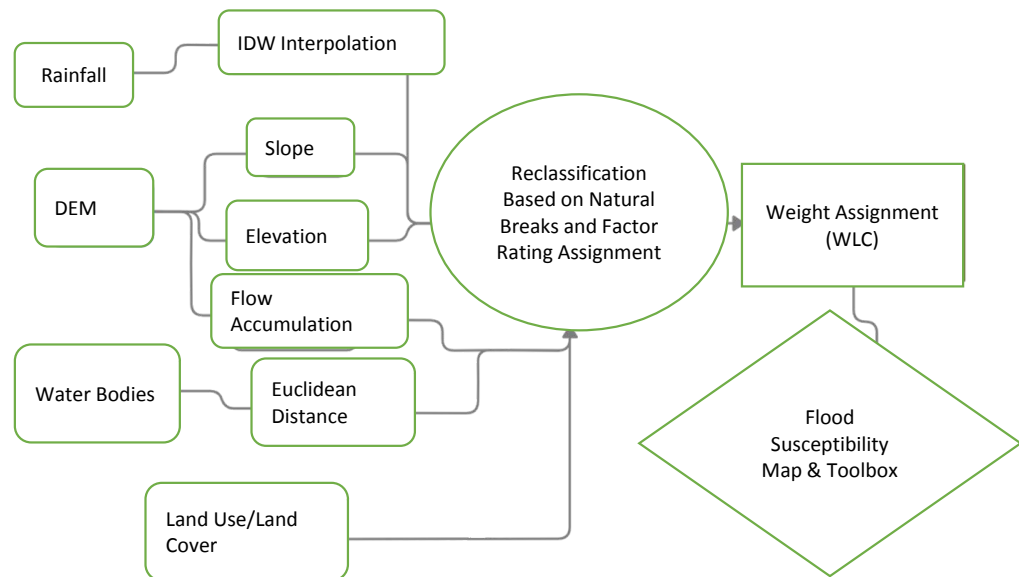 IDW Interpolation
Rainfall
Slope
DEM
Elevation
Flow
Accumulation
Water Bodies
Euclidean
Distance
Land Use/Land
Cover
Reclassification
Based on Natural
Breaks and Factor
Rating Assignment
Weight Assignment
(WLC)
Flood
Susceptibility
Map & Toolbox